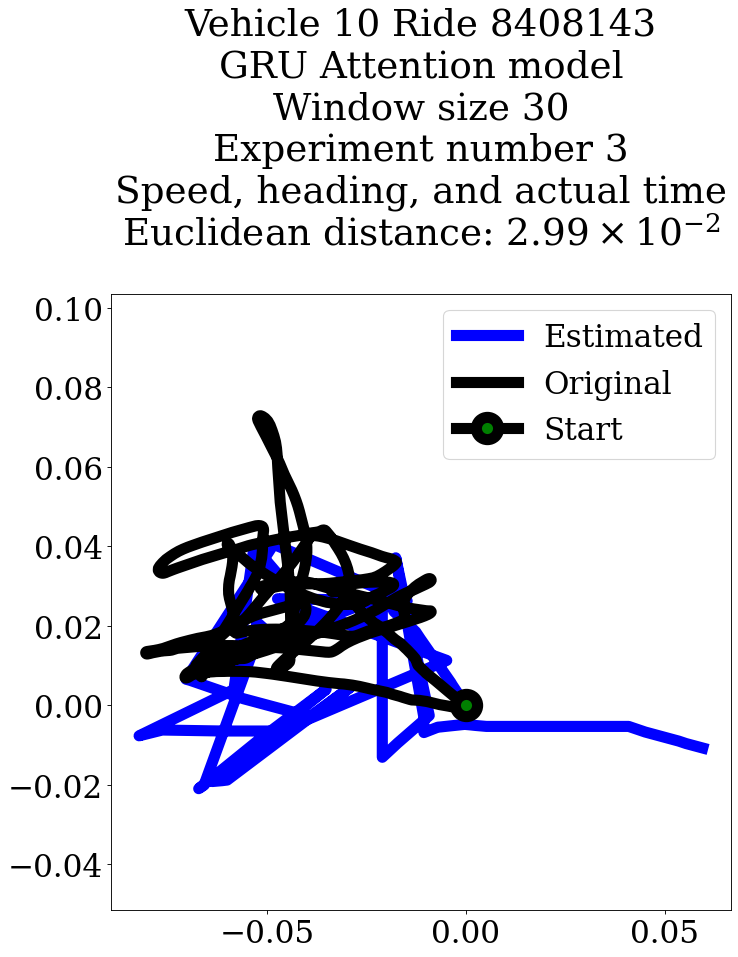 Vehicle 10 Ride 8408143
GRU Attention model
Window size 30
Experiment number 3
Speed, heading, and actual time
Euclidean distance: 2.99 × 10⁻²
Estimated
Original
Start
0.10
0.08
0.06
0.04
0.02
0.00
−0.02
−0.04
−0.05
0.00
0.05